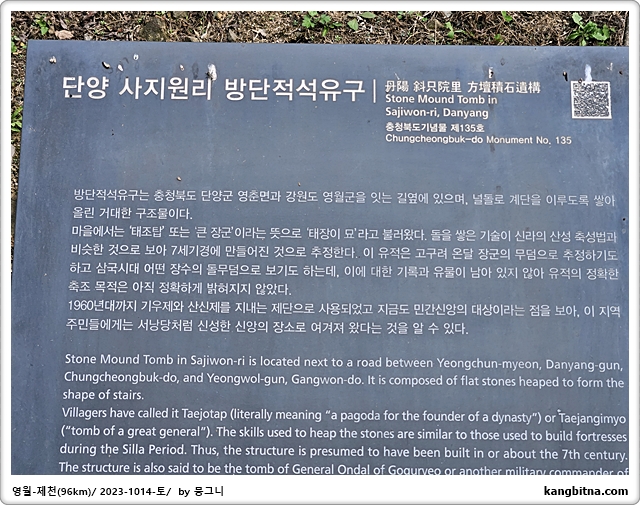 단양 사지원리 방단적석유구
丹陽 斜只院里 方壇積石遺構
Stone Mound Tomb in
Sajiwon-ri, Danyang
충청북도기념물 제135호
Chungcheongbuk-do Monument No. 135
방단적석유구는 충청북도 단양군 영춘면과 강원도 영월군을 잇는 길옆에 있으며, 널돌로 계단을 이루도록 쌓아
올린 거대한 구조물이다.
마을에서는 '태조탑' 또는 '큰 장군'이라는 뜻으로 '태장이 묘'라고 불러왔다. 돌을 쌓은 기술이 신라의 산성 축성법과
비슷한 것으로 보아 7세기경에 만들어진 것으로 추정한다. 이 유적은 고구려 온달 장군의 무덤으로 추정하기도
하고 삼국시대 어떤 장수의 돌무덤으로 보기도 하는데, 이에 대한 기록과 유물이 남아 있지 않아 유적의 정확한
축조 목적은 아직 정확하게 밝혀지지 않았다.
1960년대까지 기우제와 산신제를 지내는 제단으로 사용되었고 지금도 민간신앙의 대상이라는 점을 보아, 이 지역
주민들에게는 서낭당처럼 신성한 신앙의 장소로 여겨져 왔다는 것을 알 수 있다.
Stone Mound Tomb in Sajiwon-ri is located next to a road between Yeongchun-myeon, Danyang-gun,
Chungcheongbuk-do, and Yeongwol-gun, Gangwon-do. It is composed of flat stones heaped to form the
shape of stairs.
Villagers have called it Taejotap (literally meaning “a pagoda for the founder of a dynasty”) or Taejangimyo
(“tomb of a great general”). The skills used to heap the stones are similar to those used to build fortresses
during the Silla Period. Thus, the structure is presumed to have been built in or about the 7th century.
The structure is also said to be the tomb of General Ondal of Goguryeo or another military commander of
영월-제천(96km)/ 2023-1014-토/ by 뭉그니
kangbitna.com